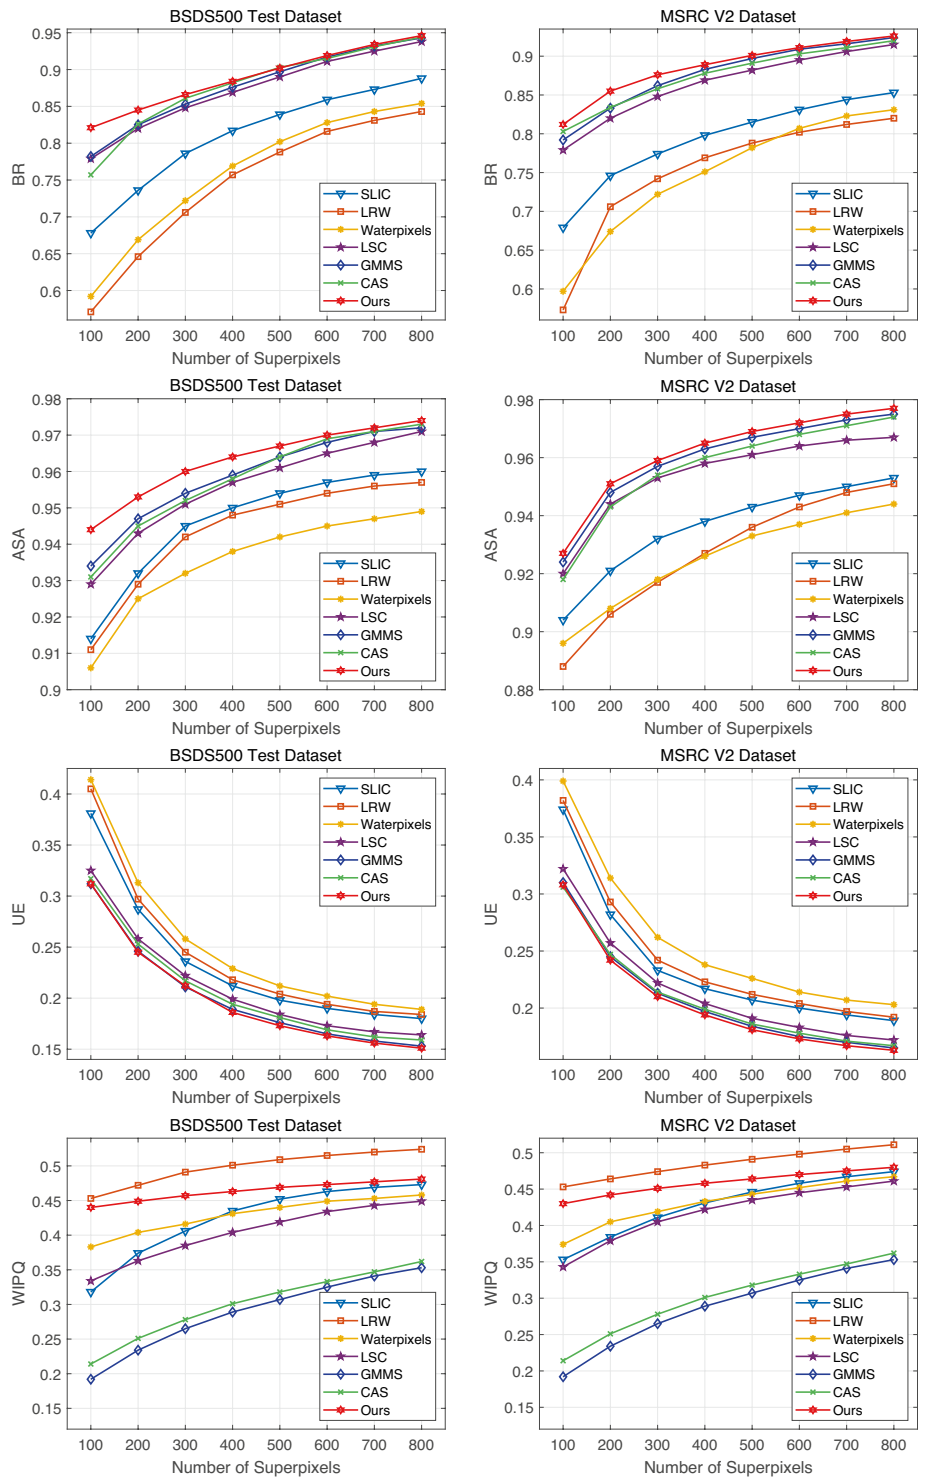 BSDS500 Test Dataset
0.95
0.9
0.85
0.8
0.75
0.7
0.65
0.6
BR
SLIC
LRW
Waterpixels
LSC
GMMS
CAS
Ours
100 200 300 400 500 600 700 800
Number of Superpixels
MSRC V2 Dataset
0.9
0.85
0.8
0.75
0.7
0.65
0.6
BR
SLIC
LRW
Waterpixels
LSC
GMMS
CAS
Ours
100 200 300 400 500 600 700 800
Number of Superpixels
BSDS500 Test Dataset
0.98
0.97
0.96
0.95
0.94
0.93
0.92
0.91
0.9
ASA
SLIC
LRW
Waterpixels
LSC
GMMS
CAS
Ours
100 200 300 400 500 600 700 800
Number of Superpixels
MSRC V2 Dataset
0.98
0.96
0.94
0.92
0.9
0.88
ASA
SLIC
LRW
Waterpixels
LSC
GMMS
CAS
Ours
100 200 300 400 500 600 700 800
Number of Superpixels
BSDS500 Test Dataset
0.4
0.35
0.3
0.25
0.2
0.15
UE
SLIC
LRW
Waterpixels
LSC
GMMS
CAS
Ours
100 200 300 400 500 600 700 800
Number of Superpixels
MSRC V2 Dataset
0.4
0.35
0.3
0.25
0.2
UE
SLIC
LRW
Waterpixels
LSC
GMMS
CAS
Ours
100 200 300 400 500 600 700 800
Number of Superpixels
BSDS500 Test Dataset
0.5
0.45
0.4
0.35
0.3
0.25
0.2
0.15
WIPQ
SLIC
LRW
Waterpixels
LSC
GMMS
CAS
Ours
100 200 300 400 500 600 700 800
Number of Superpixels
MSRC V2 Dataset
0.5
0.45
0.4
0.35
0.3
0.25
0.2
0.15
WIPQ
SLIC
LRW
Waterpixels
LSC
GMMS
CAS
Ours
100 200 300 400 500 600 700 800
Number of Superpixels